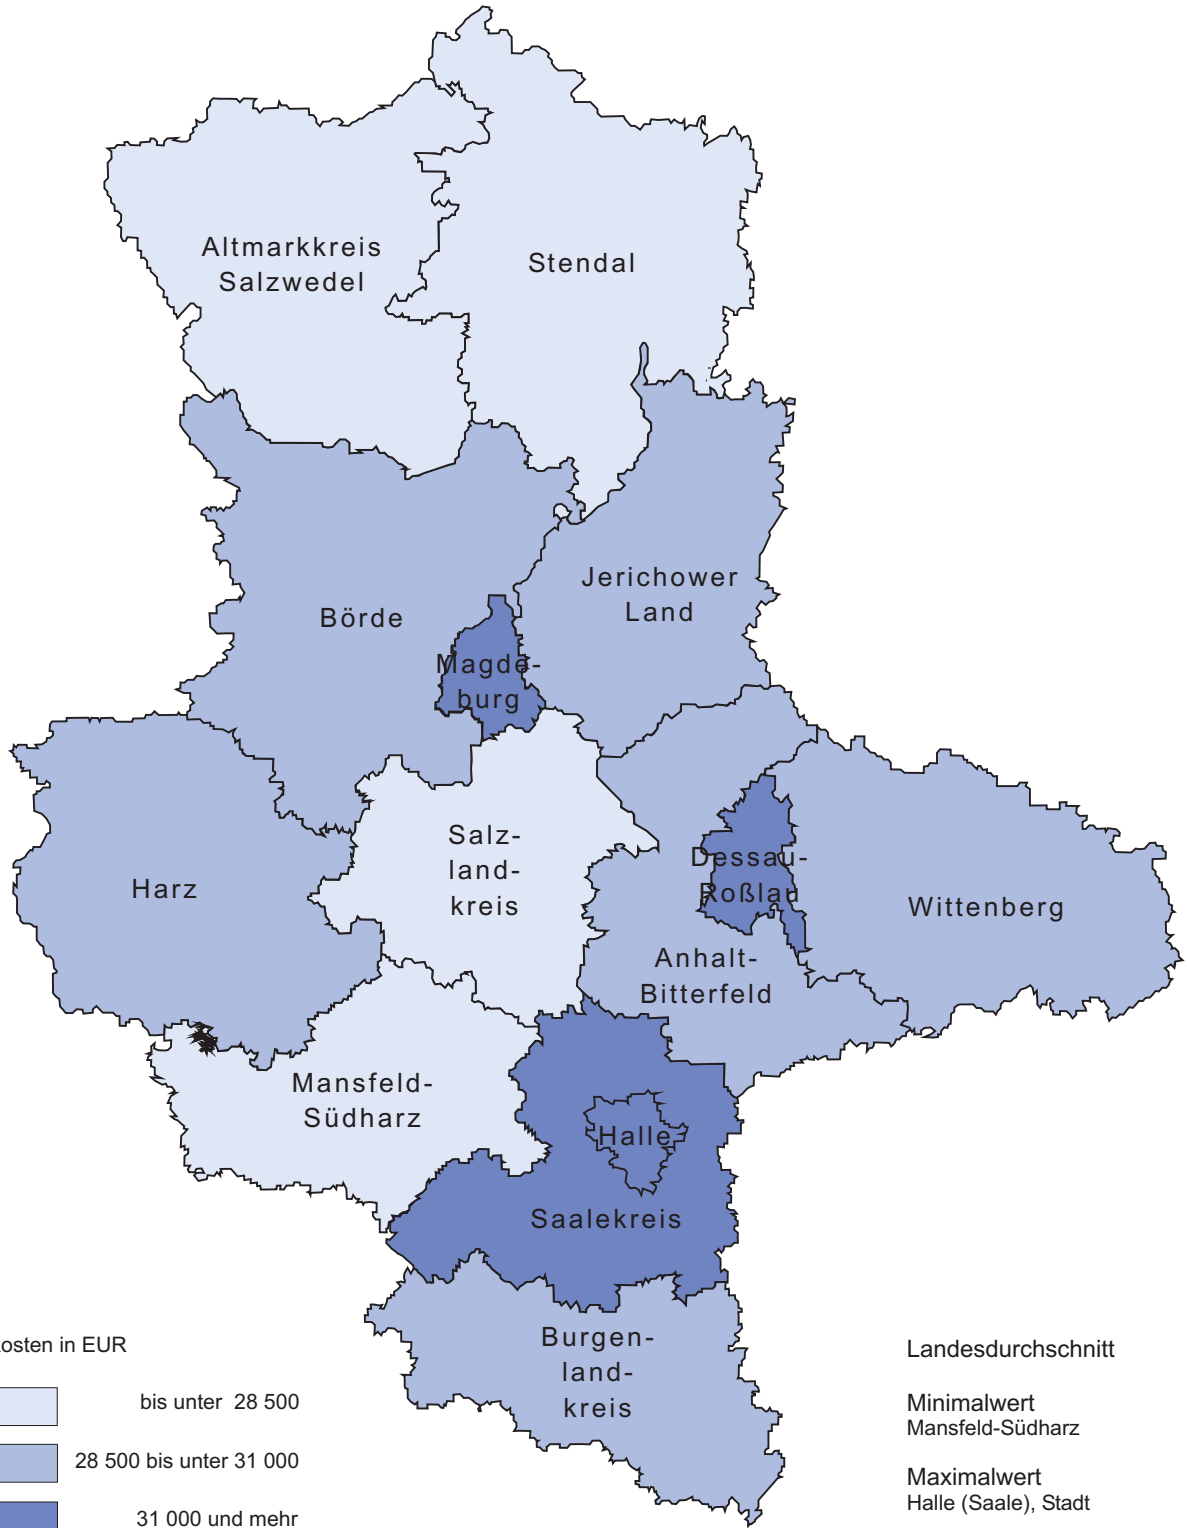 Altmarkkreis
Salzwedel
Stendal
Jerichower
Land
Börde
Magde-
burg
Salz-
land-
kreis
Harz
Dessau-
Roßlau
Wittenberg
Anhalt-
Bitterfeld
Mansfeld-
Südharz
Halle
Saalekreis
Burgen-
land-
kreis
kosten in EUR
bis unter 28 500
28 500 bis unter 31 000
31 000 und mehr
Landesdurchschnitt
Minimalwert
Mansfeld-Südharz
Maximalwert
Halle (Saale), Stadt